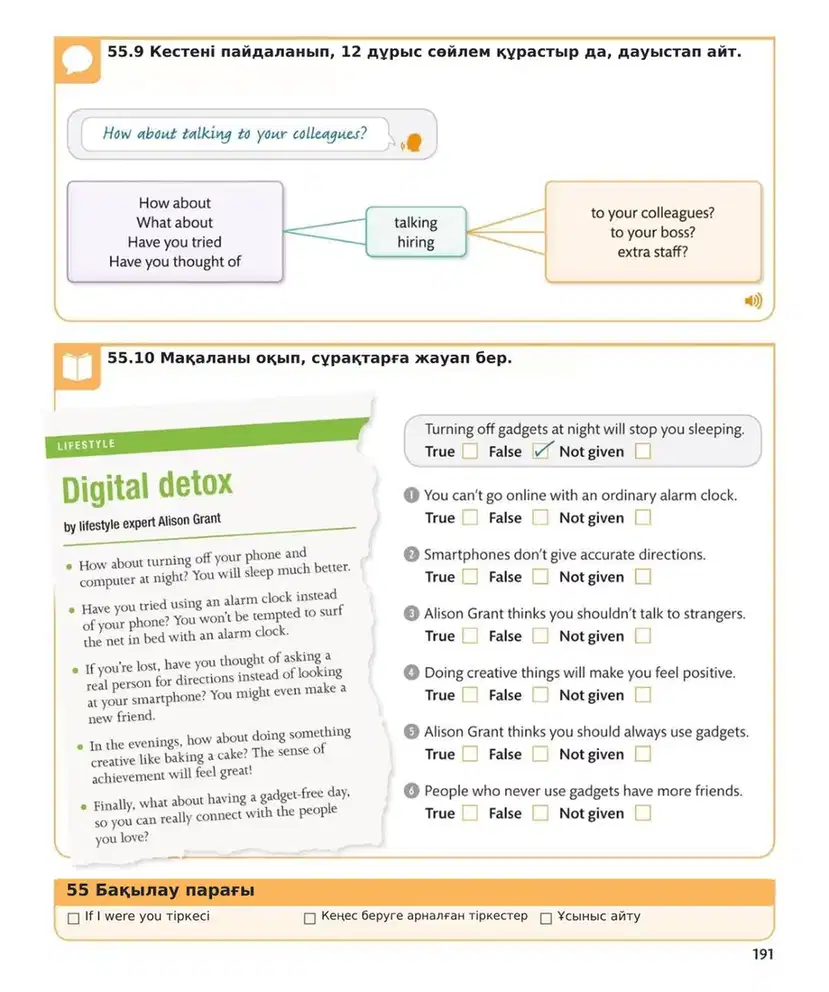 55.9 Кестені пайдаланып, 12 дұрыс сөйлем құрастыр да, дауыстап айт.
How about talking to your colleagues?
How about
What about
Have you tried
Have you thought of
talking
hiring
to your colleagues?
to your boss?
extra staff?
55.10 Мақаланы оқып, сұрақтарға жауап бер.
LIFESTYLE
Digital detox
by lifestyle expert Alison Grant
• How about turning off your phone and
computer at night? You will sleep much better.
• Have you tried using an alarm clock instead
of your phone? You won't be tempted to surf
the net in bed with an alarm clock.
• If you're lost, have you thought of asking a
real person for directions instead of looking
at your smartphone? You might even make a
new friend.
• In the evenings, how about doing something
creative like baking a cake? The sense of
achievement will feel great!
• Finally, what about having a gadget-free day,
so you can really connect with the people
you love?
Turning off gadgets at night will stop you sleeping.
True False Not given
1 You can't go online with an ordinary alarm clock.
True False Not given
2 Smartphones don't give accurate directions.
True False Not given
3 Alison Grant thinks you shouldn't talk to strangers.
True False Not given
4 Doing creative things will make you feel positive.
True False Not given
5 Alison Grant thinks you should always use gadgets.
True False Not given
6 People who never use gadgets have more friends.
True False Not given
55 Бақылау парағы
If I were you тіркесі Кеңес беруге арналған тіркестер Ұсыныс айту
191